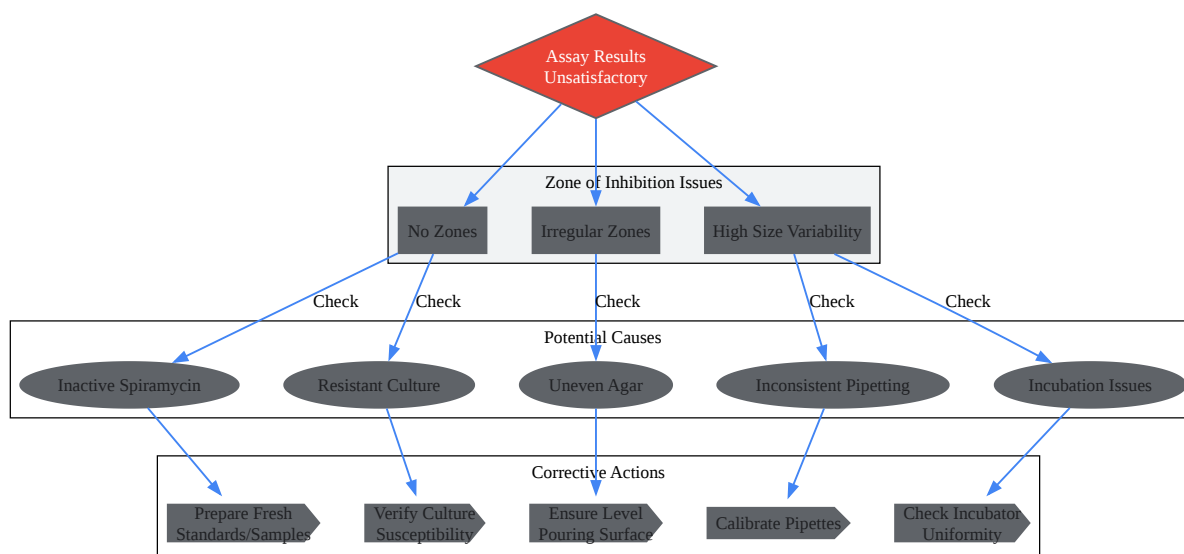 Assay Results
Unsatisfactory
Zone of Inhibition Issues
No Zones
Irregular Zones
High Size Variability
Check
Check
Check
Check
Check
Potential Causes
Inactive Spiramycin
Resistant Culture
Uneven Agar
Inconsistent Pipetting
Incubation Issues
Corrective Actions
Prepare Fresh
Standards/Samples
Verify Culture
Susceptibility
Ensure Level
Pouring Surface
Calibrate Pipettes
Check Incubator
Uniformity